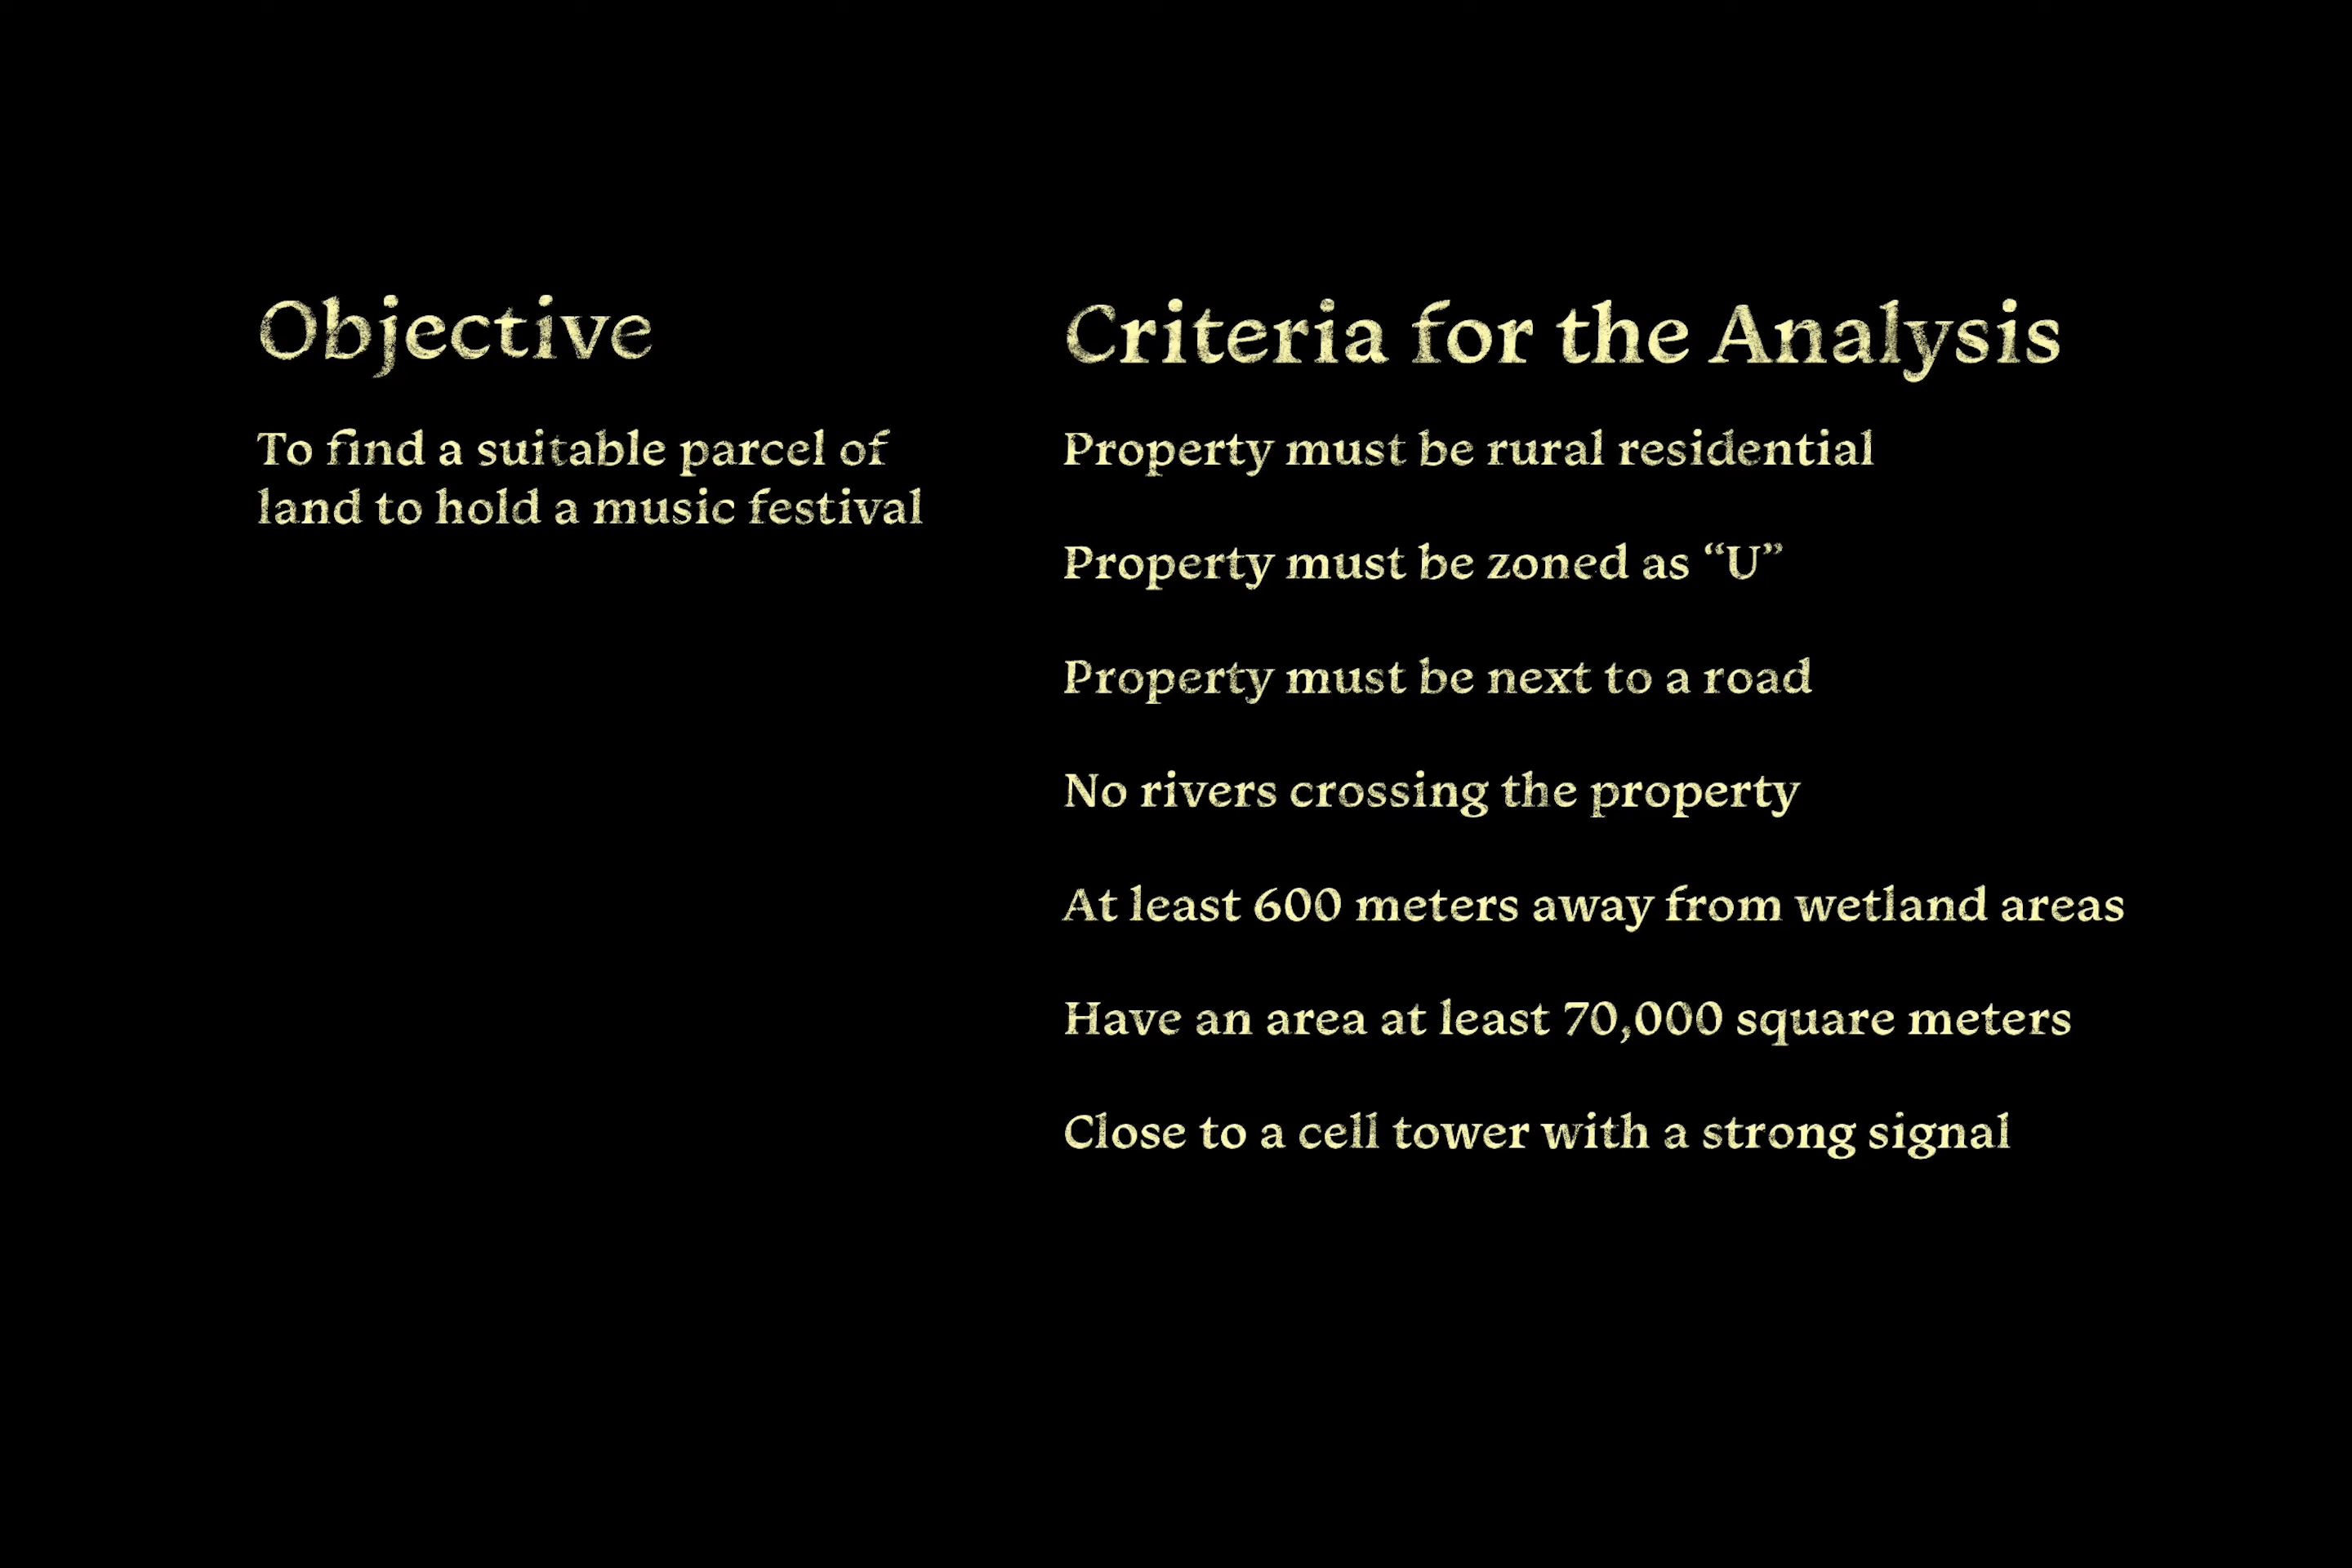 Objective
To find a suitable parcel of
land to hold a music festival
Criteria for the Analysis
Property must be rural residential
Property must be zoned as “U”
Property must be next to a road
No rivers crossing the property
At least 600 meters away from wetland areas
Have an area at least 70,000 square meters
Close to a cell tower with a strong signal